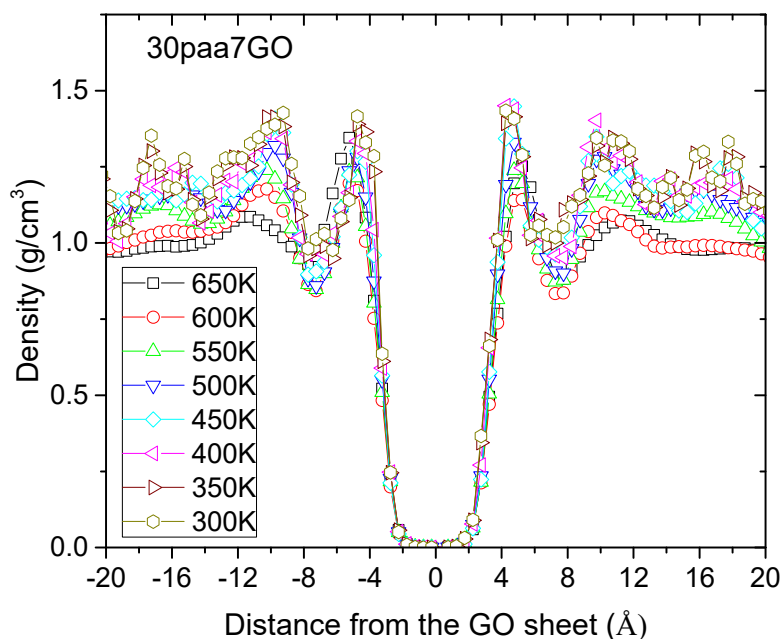 30paa7GO
1.5
1.0
0.5
0.0
Density (g/cm³)
650K
600K
550K
500K
450K
400K
350K
300K
-20 -16 -12 -8 -4 0 4 8 12 16 20
Distance from the GO sheet (Å)